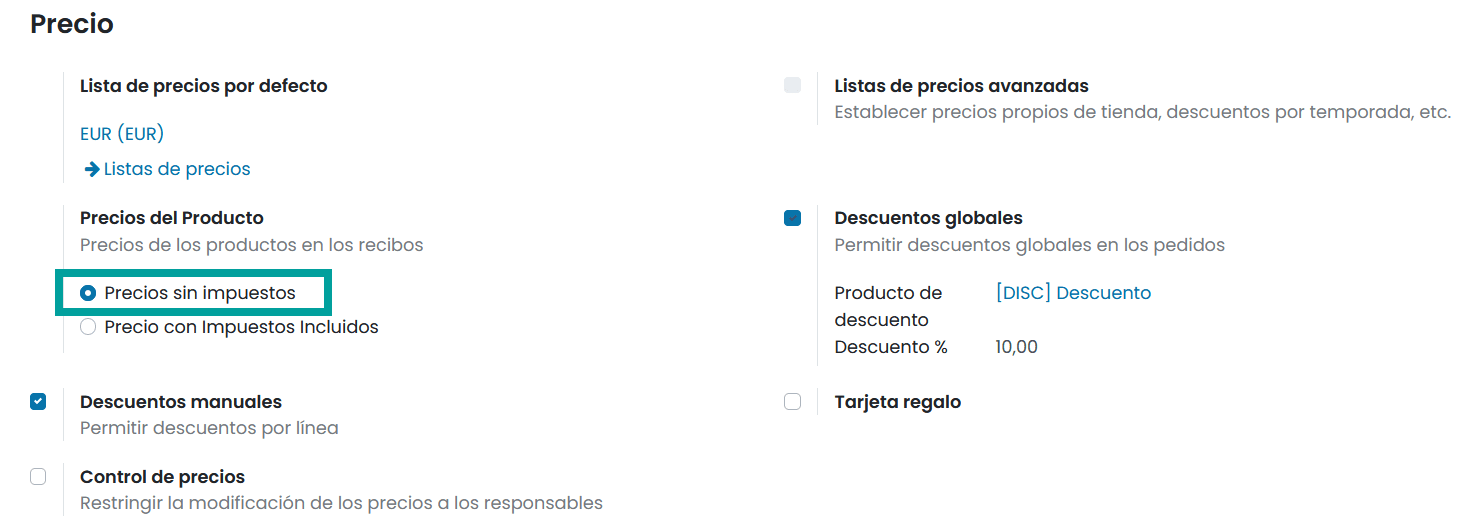 Precio
Lista de precios por defecto
EUR (EUR)
Listas de precios
Listas de precios avanzadas
Establecer precios propios de tienda, descuentos por temporada, etc.
Precios del Producto
Precios de los productos en los recibos
Precios sin impuestos
Precio con Impuestos Incluidos
Descuentos globales
Permitir descuentos globales en los pedidos
Producto de descuento [DISC] Descuento
Descuento % 10,00
Descuentos manuales
Permitir descuentos por línea
Tarjeta regalo
Control de precios
Restringir la modificación de los precios a los responsables